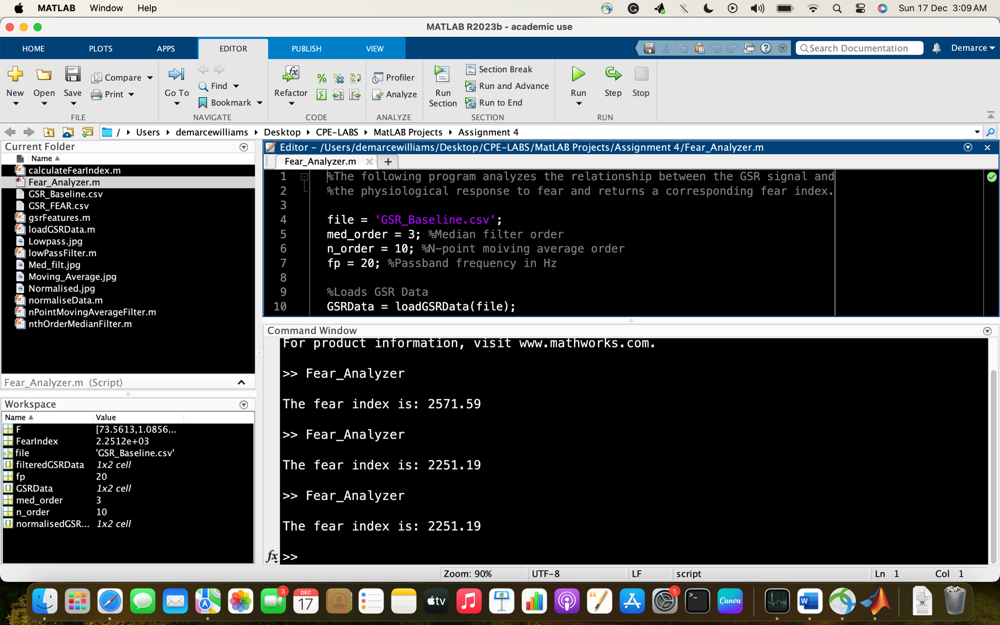 MATLAB Window Help Sun 17 Dec 3:09 AM
MATLAB R2023b - academic use
HOME PLOTS APPS EDITOR PUBLISH VIEW Search Documentation Demarce
New Open Save Compare Print
FILE
Go To Find Bookmark
NAVIGATE
Refactor
CODE
Profiler Analyze
ANALYZE
Run Section Section Break Run and Advance Run to End
SECTION
Run Step Stop
RUN
/ Users demarcewilliams Desktop CPE-LABS MatLAB Projects Assignment 4
Current Folder
Name
calculateFearIndex.m
Fear_Analyzer.m
GSR_Baseline.csv
GSR_FEAR.csv
gsrFeatures.m
loadGSRData.m
Lowpass.jpg
lowPassFilter.m
Med_filt.jpg
Moving_Average.jpg
Normalised.jpg
normaliseData.m
nPointMovingAverageFilter.m
nthOrderMedianFilter.m
Fear_Analyzer.m (Script)
Workspace
Name Value
F [73.5613,1.0856...
FearIndex 2.2512e+03
file 'GSR_Baseline.csv'
filteredGSRData 1x2 cell
fp 20
GSRData 1x2 cell
med_order 3
n_order 10
normalisedGSR... 1x2 cell
Editor - /Users/demarcewilliams/Desktop/CPE-LABS/MatLAB Projects/Assignment 4/Fear_Analyzer.m
Fear_Analyzer.m
1 %The following program analyzes the relationship between the GSR signal and
2 %the physiological response to fear and returns a corresponding fear index.
3
4 file = 'GSR_Baseline.csv';
5 med_order = 3; %Median filter order
6 n_order = 10; %N-point moiving average order
7 fp = 20; %Passband frequency in Hz
8
9 %Loads GSR Data
10 GSRData = loadGSRData(file);
Command Window
For product information, visit www.mathworks.com.
>> Fear_Analyzer
The fear index is: 2571.59
>> Fear_Analyzer
The fear index is: 2251.19
>> Fear_Analyzer
The fear index is: 2251.19
fx >>
Zoom: 90% UTF-8 LF script Ln 1 Col 1
3 DEC 17 tv 1 >_ Canva W DOCX